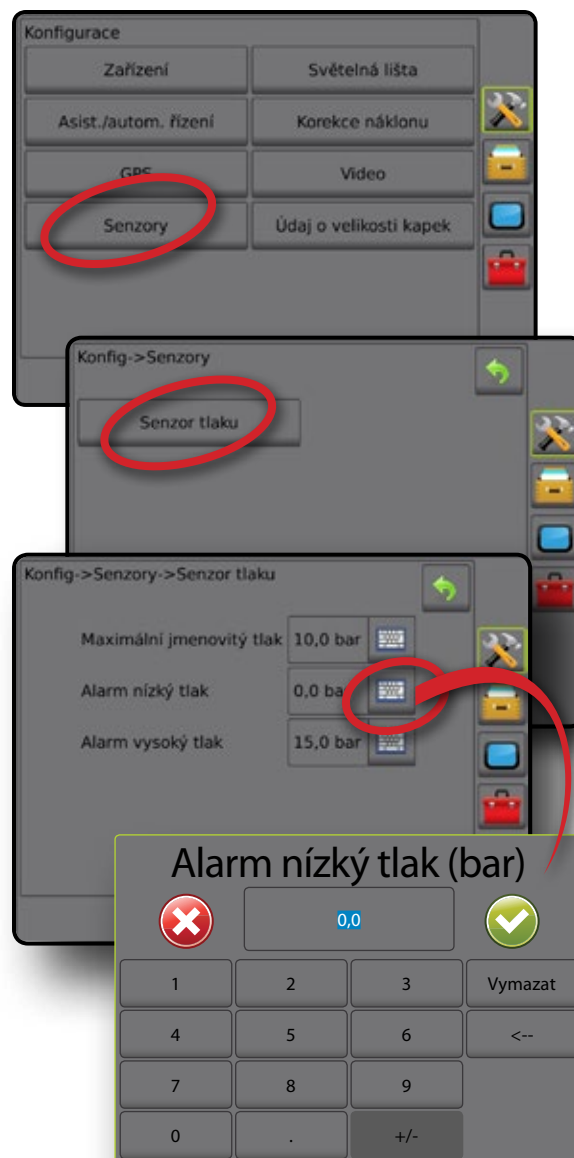 Konfigurace
Zařízení Světelná lišta
Asist./autom. řízení Korekce náklonu
GPS Video
Senzory Údaj o velikosti kapek
Konfig->Senzory
Senzor tlaku
Konfig->Senzory->Senzor tlaku
Maximální jmenovitý tlak 10,0 bar
Alarm nízký tlak 0,0 bar
Alarm vysoký tlak 15,0 bar
Alarm nízký tlak (bar)
0,0
1 2 3 Vymazat
4 5 6 <--
7 8 9
0 . +/-